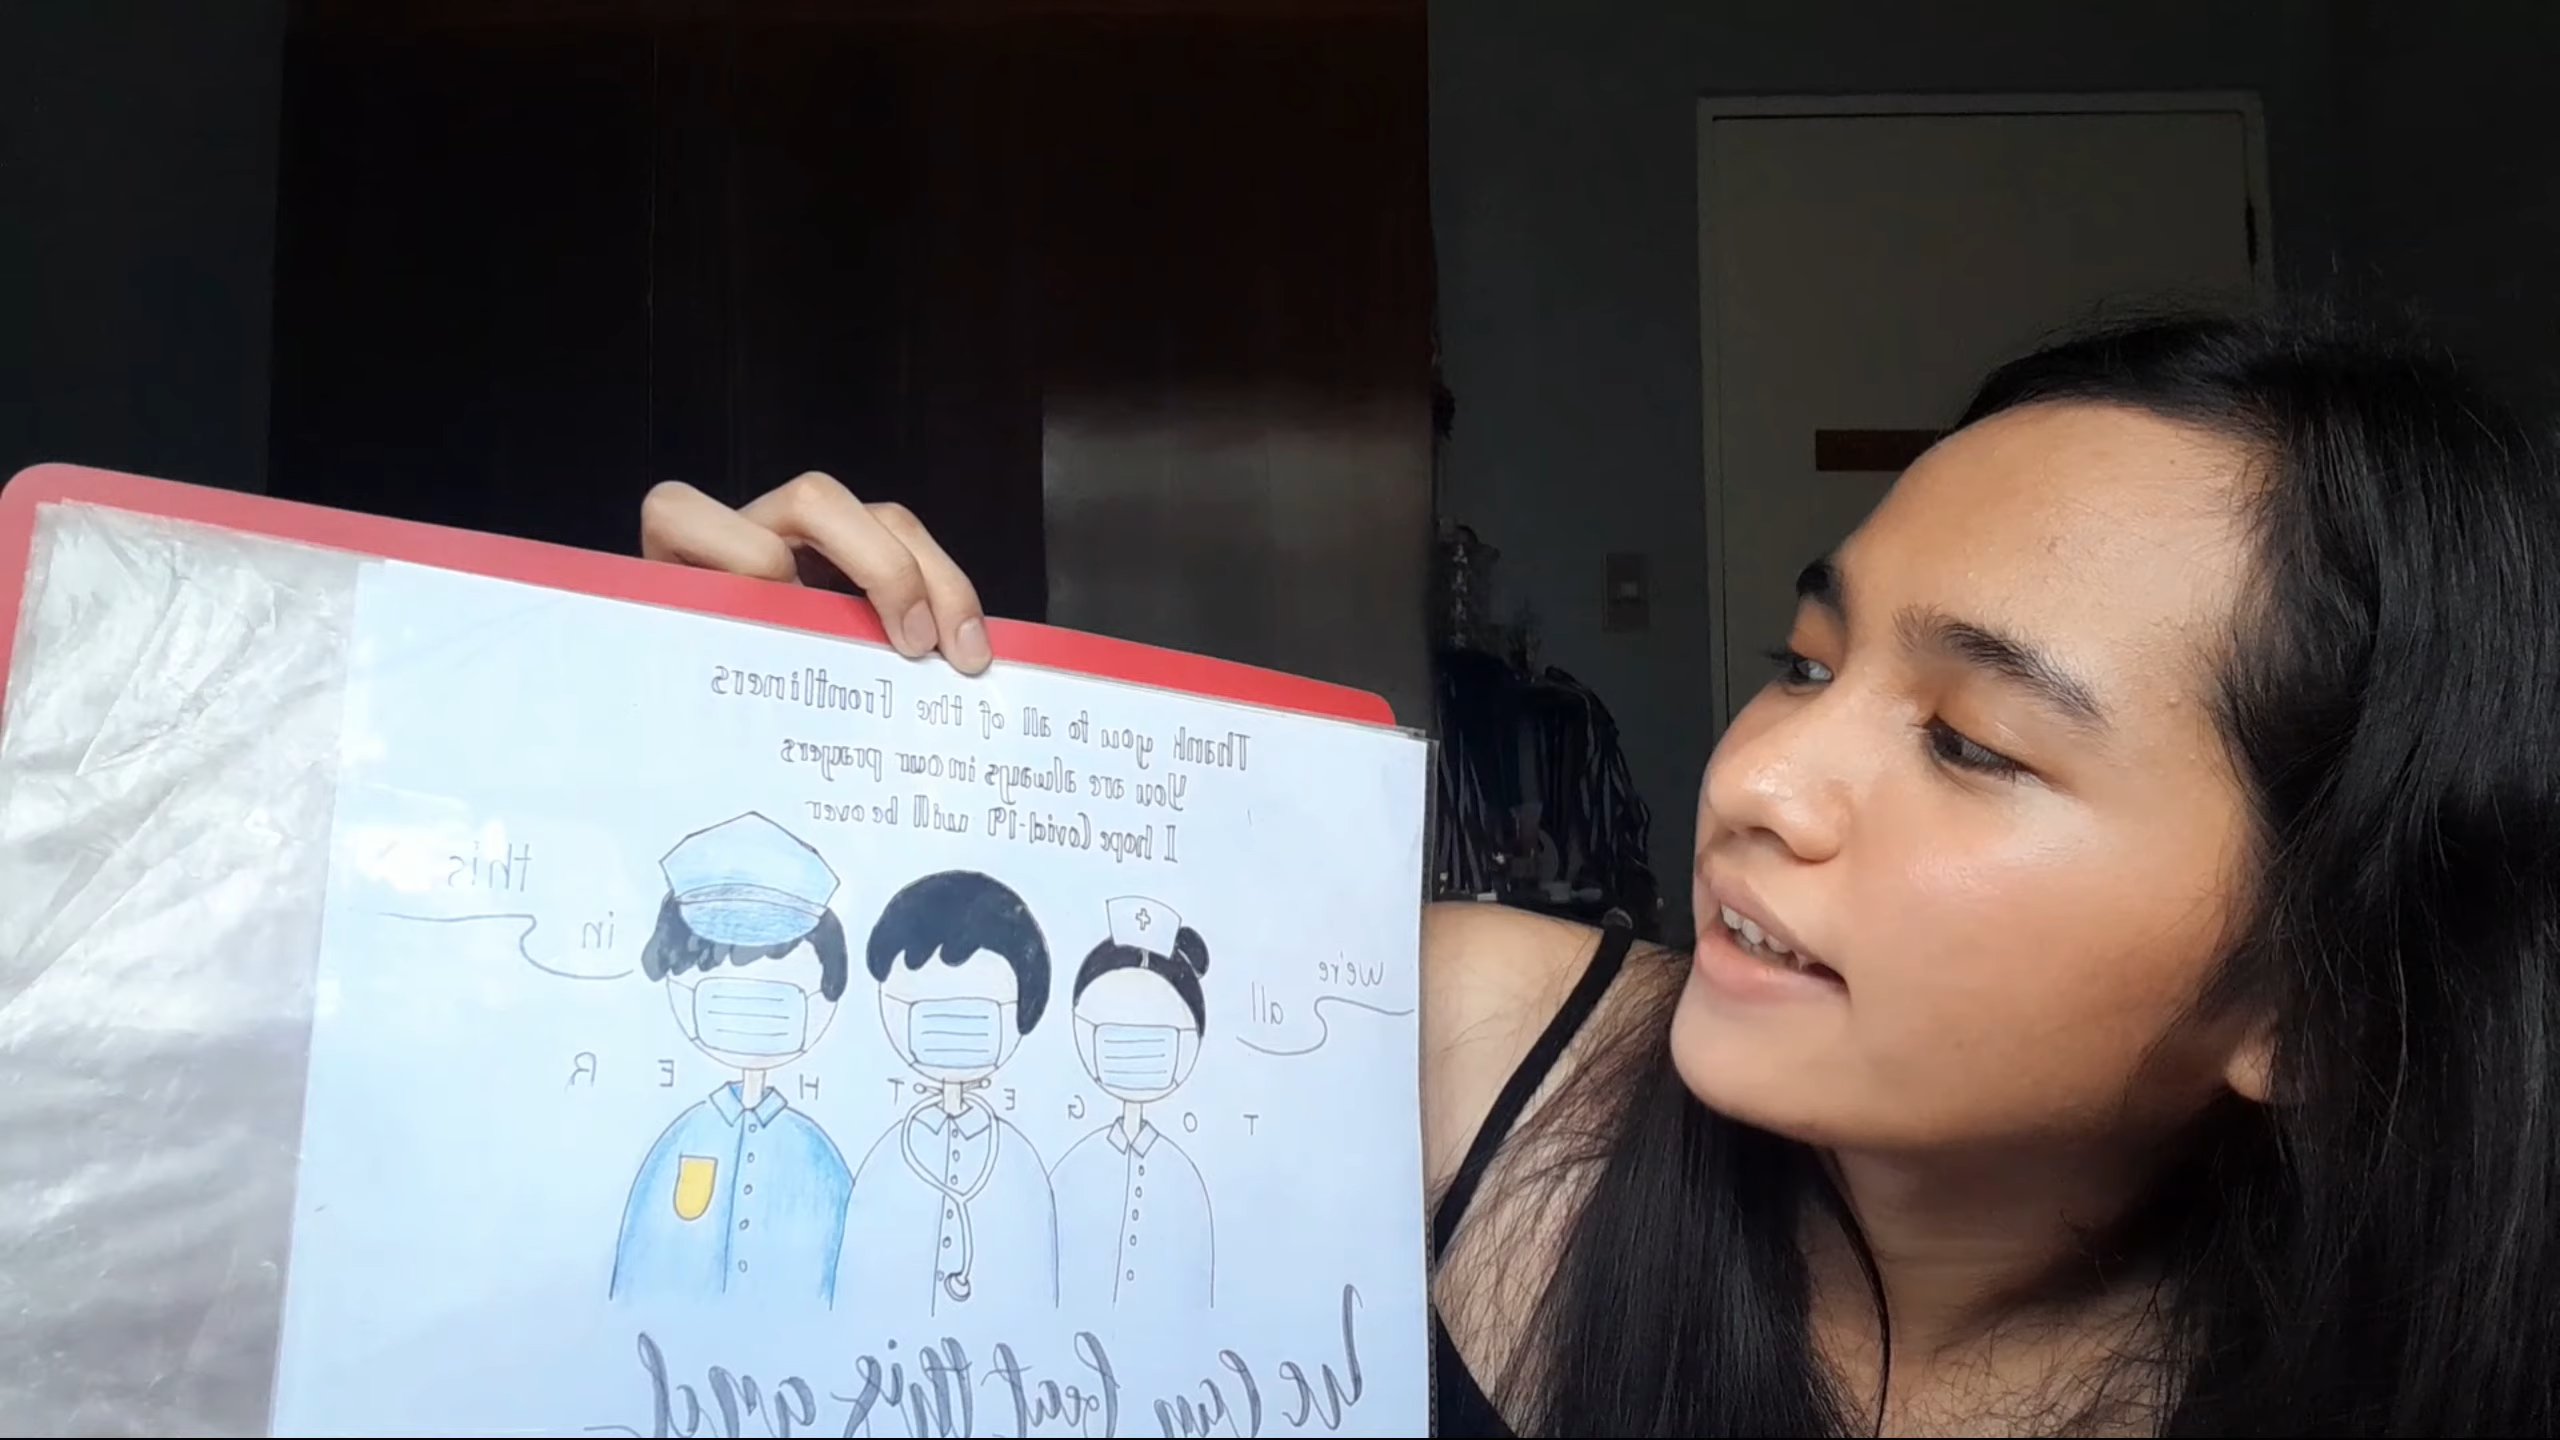 Thank you to all of the Frontliners
You are always in our prayers
I hope Covid-19 will be over
we're
all
in
this
TOGETHER
We can beat this and